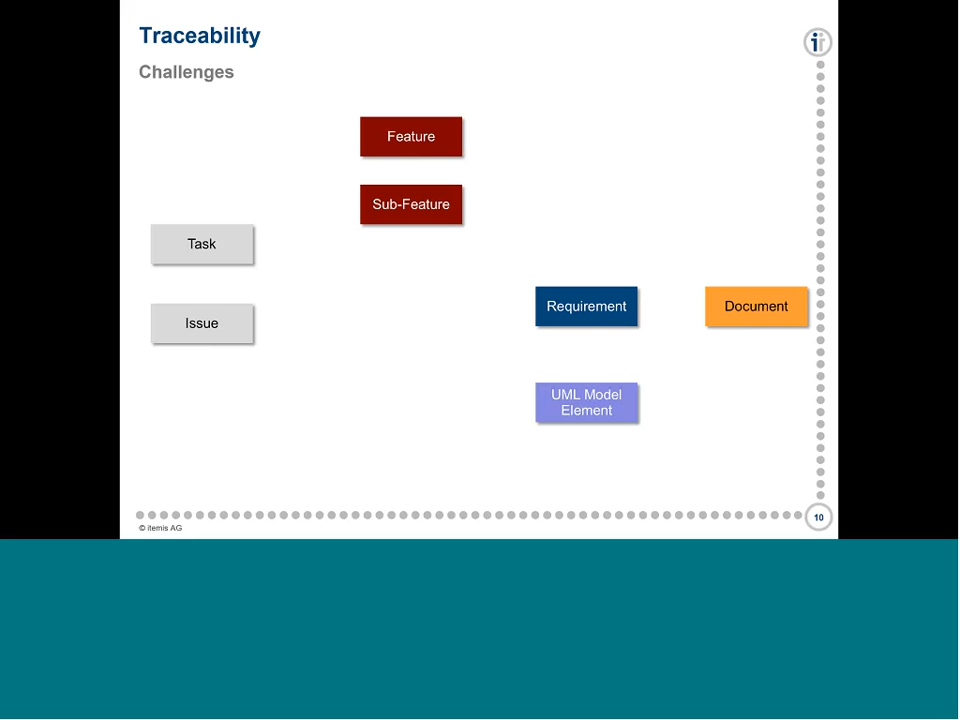 Traceability
Challenges
Feature
Sub-Feature
Task
Requirement
Document
Issue
UML Model
Element
© itemis AG
10